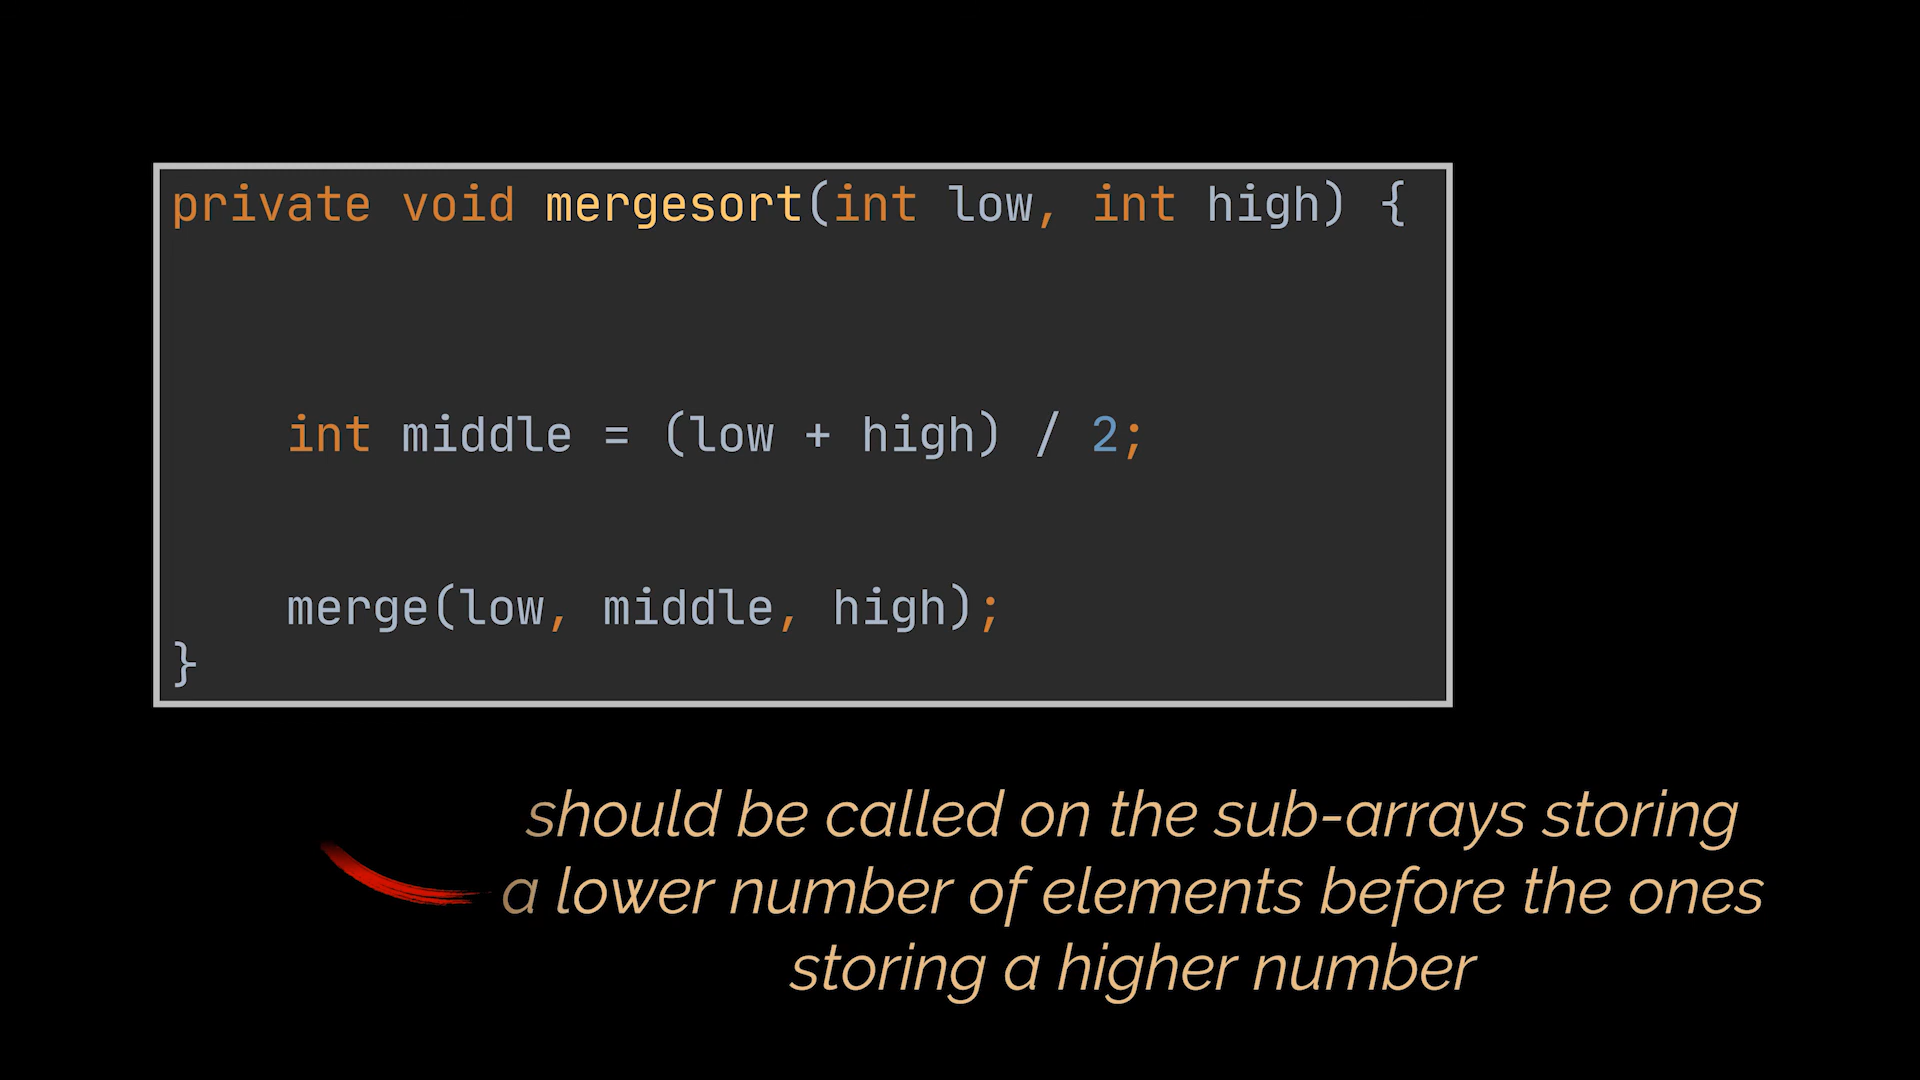 private void mergesort(int low, int high) {
int middle = (low + high) / 2;
merge(low, middle, high);
}
should be called on the sub-arrays storing
a lower number of elements before the ones
storing a higher number